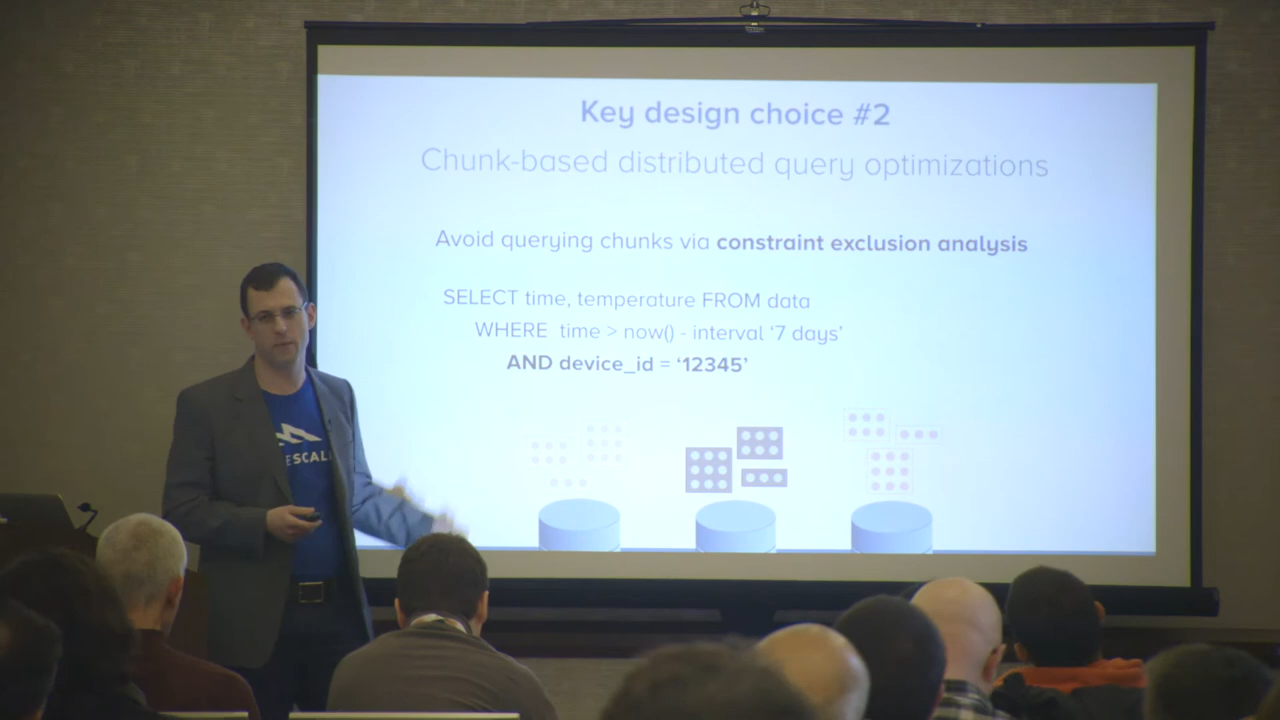 Key design choice #2
Chunk-based distributed query optimizations
Avoid querying chunks via constraint exclusion analysis
SELECT time, temperature FROM data
WHERE time > now() - interval ‘7 days’
AND device_id = ‘12345’
ESCAL